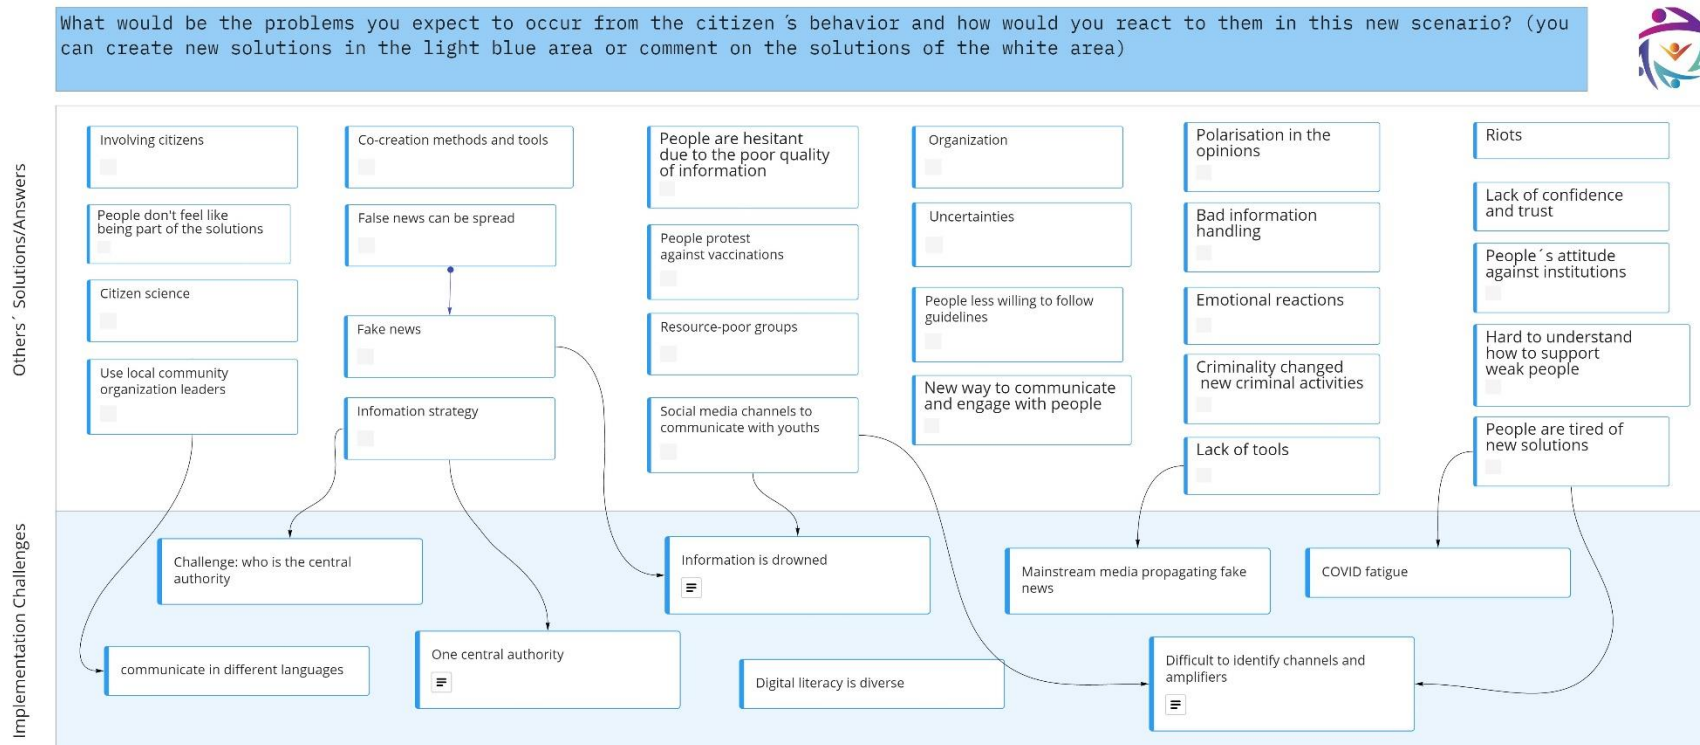 What would be the problems you expect to occur from the citizen ´s behavior and how would you react to them in this new scenario? (you
can create new solutions in the light blue area or comment on the solutions of the white area)
Others´ Solutions/Answers
Involving citizens
People don't feel like
being part of the solutions
Citizen science
Use local community
organization leaders
Co-creation methods and tools
False news can be spread
Fake news
Infomation strategy
People are hesitant
due to the poor quality
of information
People protest
against vaccinations
Resource-poor groups
Social media channels to
communicate with youths
Organization
Uncertainties
People less willing to follow
guidelines
New way to communicate
and engage with people
Polarisation in the
opinions
Bad information
handling
Emotional reactions
Criminality changed
new criminal activities
Lack of tools
Riots
Lack of confidence
and trust
People´s attitude
against institutions
Hard to understand
how to support
weak people
People are tired of
new solutions
Implementation Challenges
Challenge: who is the central
authority
communicate in different languages
One central authority
Information is drowned
Digital literacy is diverse
Mainstream media propagating fake
news
Difficult to identify channels and
amplifiers
COVID fatigue